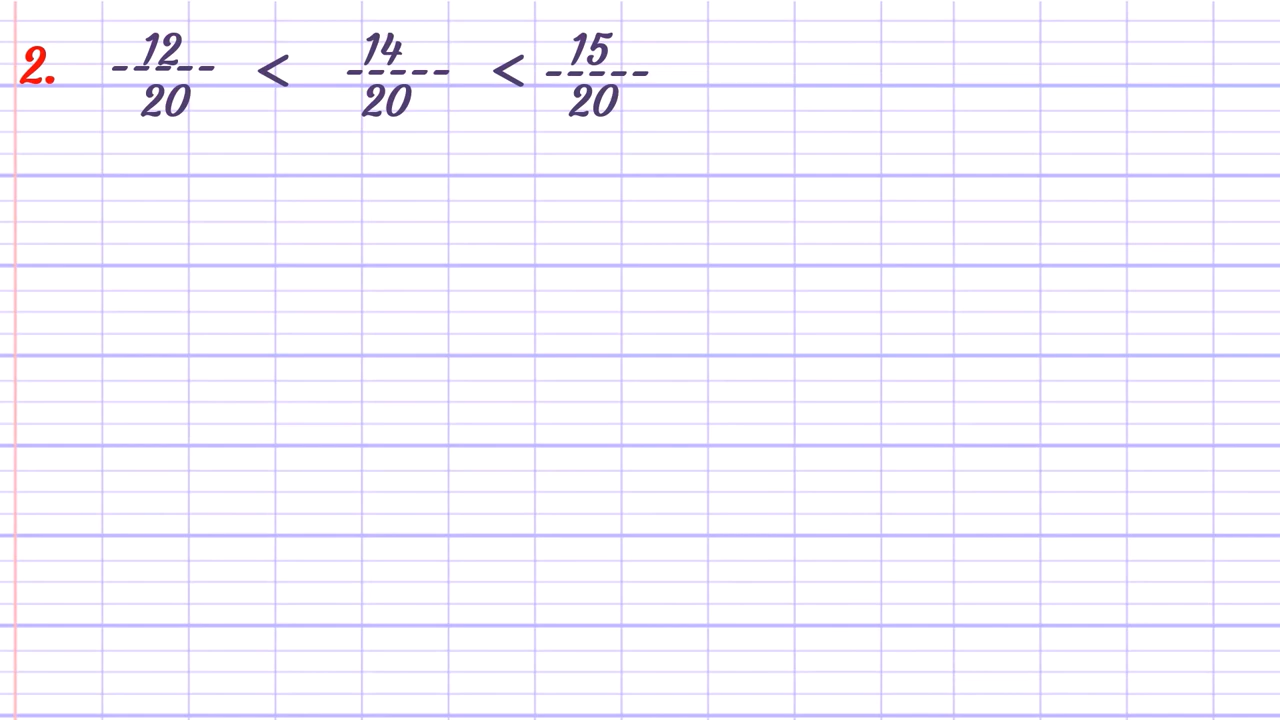 12 14 15
2. ----- < ----- < -----
20 20 20